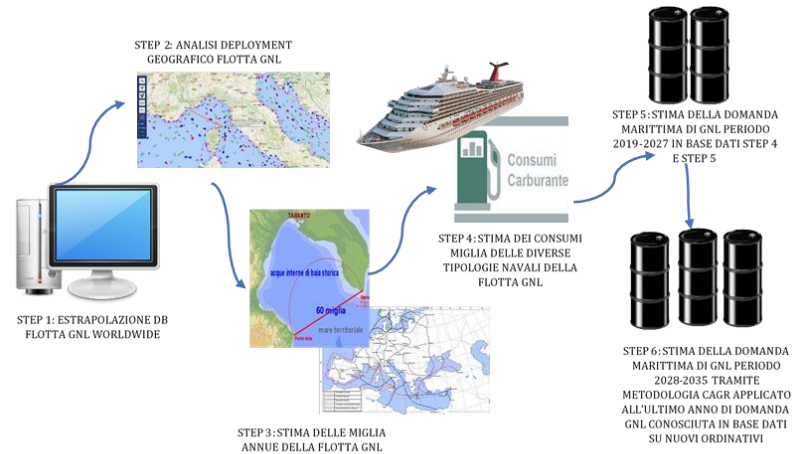 STEP 1: ESTRAPOLAZIONE DB
FLOTTA GNL WORLDWIDE
STEP 2: ANALISI DEPLOYMENT
GEOGRAFICO FLOTTA GNL
TARANTO
acque interne di baia storica
60 miglia
mare territoriale
STEP 3: STIMA DELLE MIGLIA
ANNUE DELLA FLOTTA GNL
Consumi
Carburante
STEP 4: STIMA DEI CONSUMI
MIGLIA DELLE DIVERSE
TIPOLOGIE NAVALI DELLA
FLOTTA GNL
STEP 5: STIMA DELLA DOMANDA
MARITTIMA DI GNL PERIODO
2019-2027 IN BASE DATI STEP 4
E STEP 5
STEP 6: STIMA DELLA DOMANDA
MARITTIMA DI GNL PERIODO
2028-2035 TRAMITE
METODOLOGIA CAGR APPLICATO
ALL'ULTIMO ANNO DI DOMANDA
GNL CONOSCIUTA IN BASE DATI
SU NUOVI ORDINATIVI